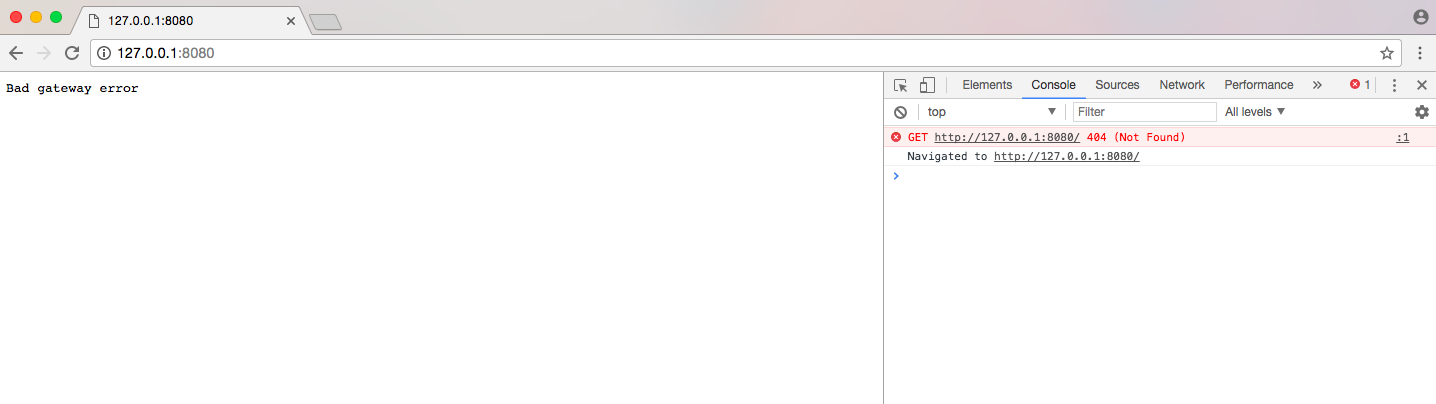 127.0.0.1:8080
127.0.0.1:8080
Bad gateway error
Elements Console Sources Network Performance » 1
top Filter All levels
GET http://127.0.0.1:8080/ 404 (Not Found) :1
Navigated to http://127.0.0.1:8080/